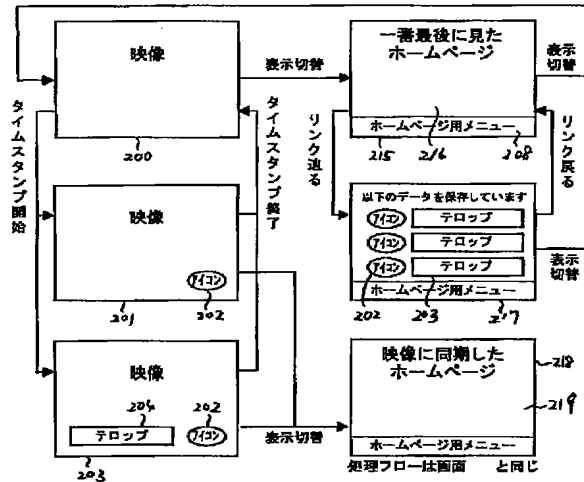 映像
200
表示切替
一番最後に見た
ホームページ
ホームページ用メニュー
215
216
208
表示
切替
タイムスタンプ開始
タイムスタンプ終了
リンク辿る
リンク戻る
映像
アイコン
201
202
以下のデータを保存しています
アイコン
テロップ
アイコン
テロップ
アイコン
テロップ
ホームページ用メニュー
202
203
217
表示
切替
映像
204
202
テロップ
アイコン
203
表示切替
映像に同期した
ホームページ
218
219
ホームページ用メニュー
処理フローは画面 と同じ